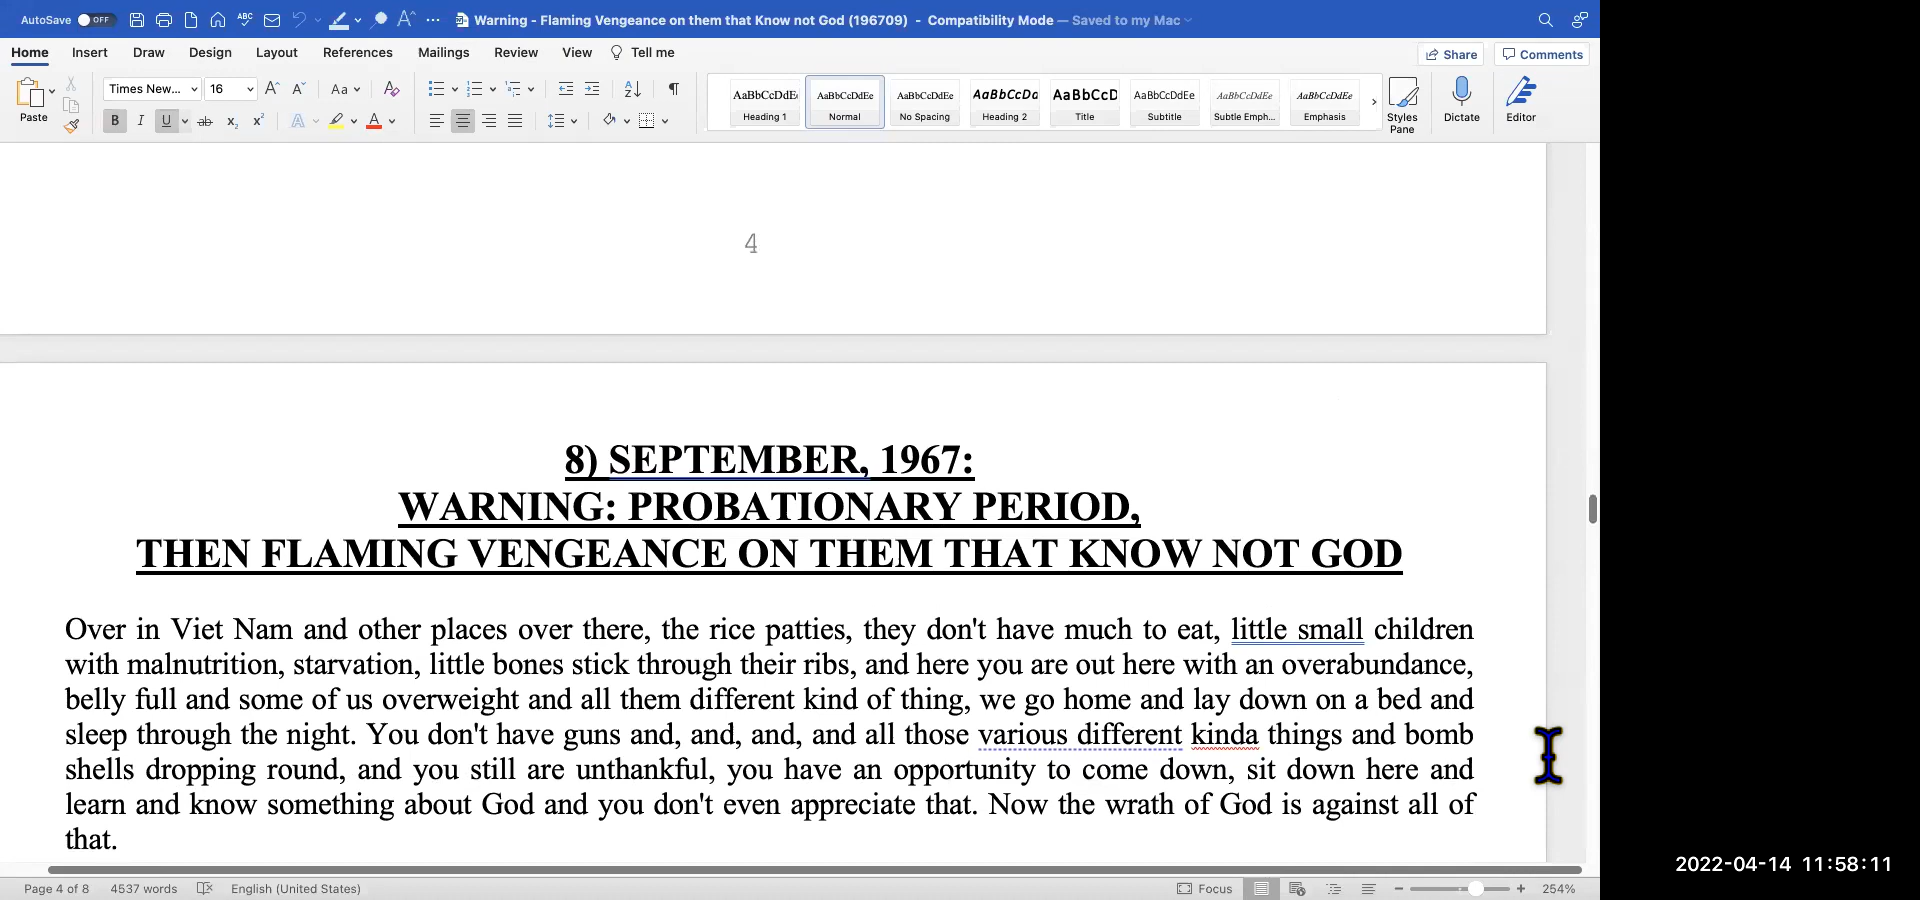 AutoSave OFF ABC A^ ··· Warning - Flaming Vengeance on them that Know not God (196709) - Compatibility Mode — Saved to my Mac
Home Insert Draw Design Layout References Mailings Review View Tell me Share Comments
Times New... 16 A^ Aa A AZ ¶
Paste B I U ab x₂ x² A A
AaBbCcDdEe AaBbCcDdEe AaBbCcDdEe AaBbCcDd AaBbCcD AaBbCcDdEe AaBbCcDdEe AaBbCcDdEe
Heading 1 Normal No Spacing Heading 2 Title Subtitle Subtle Emph... Emphasis
Styles Pane Dictate Editor
4
8) SEPTEMBER, 1967:
WARNING: PROBATIONARY PERIOD,
THEN FLAMING VENGEANCE ON THEM THAT KNOW NOT GOD
Over in Viet Nam and other places over there, the rice patties, they don't have much to eat, little small children
with malnutrition, starvation, little bones stick through their ribs, and here you are out here with an overabundance,
belly full and some of us overweight and all them different kind of thing, we go home and lay down on a bed and
sleep through the night. You don't have guns and, and, and, and all those various different kinda things and bomb
shells dropping round, and you still are unthankful, you have an opportunity to come down, sit down here and
learn and know something about God and you don't even appreciate that. Now the wrath of God is against all of
that.
Page 4 of 8 4537 words English (United States) Focus 254%
2022-04-14 11:58:11